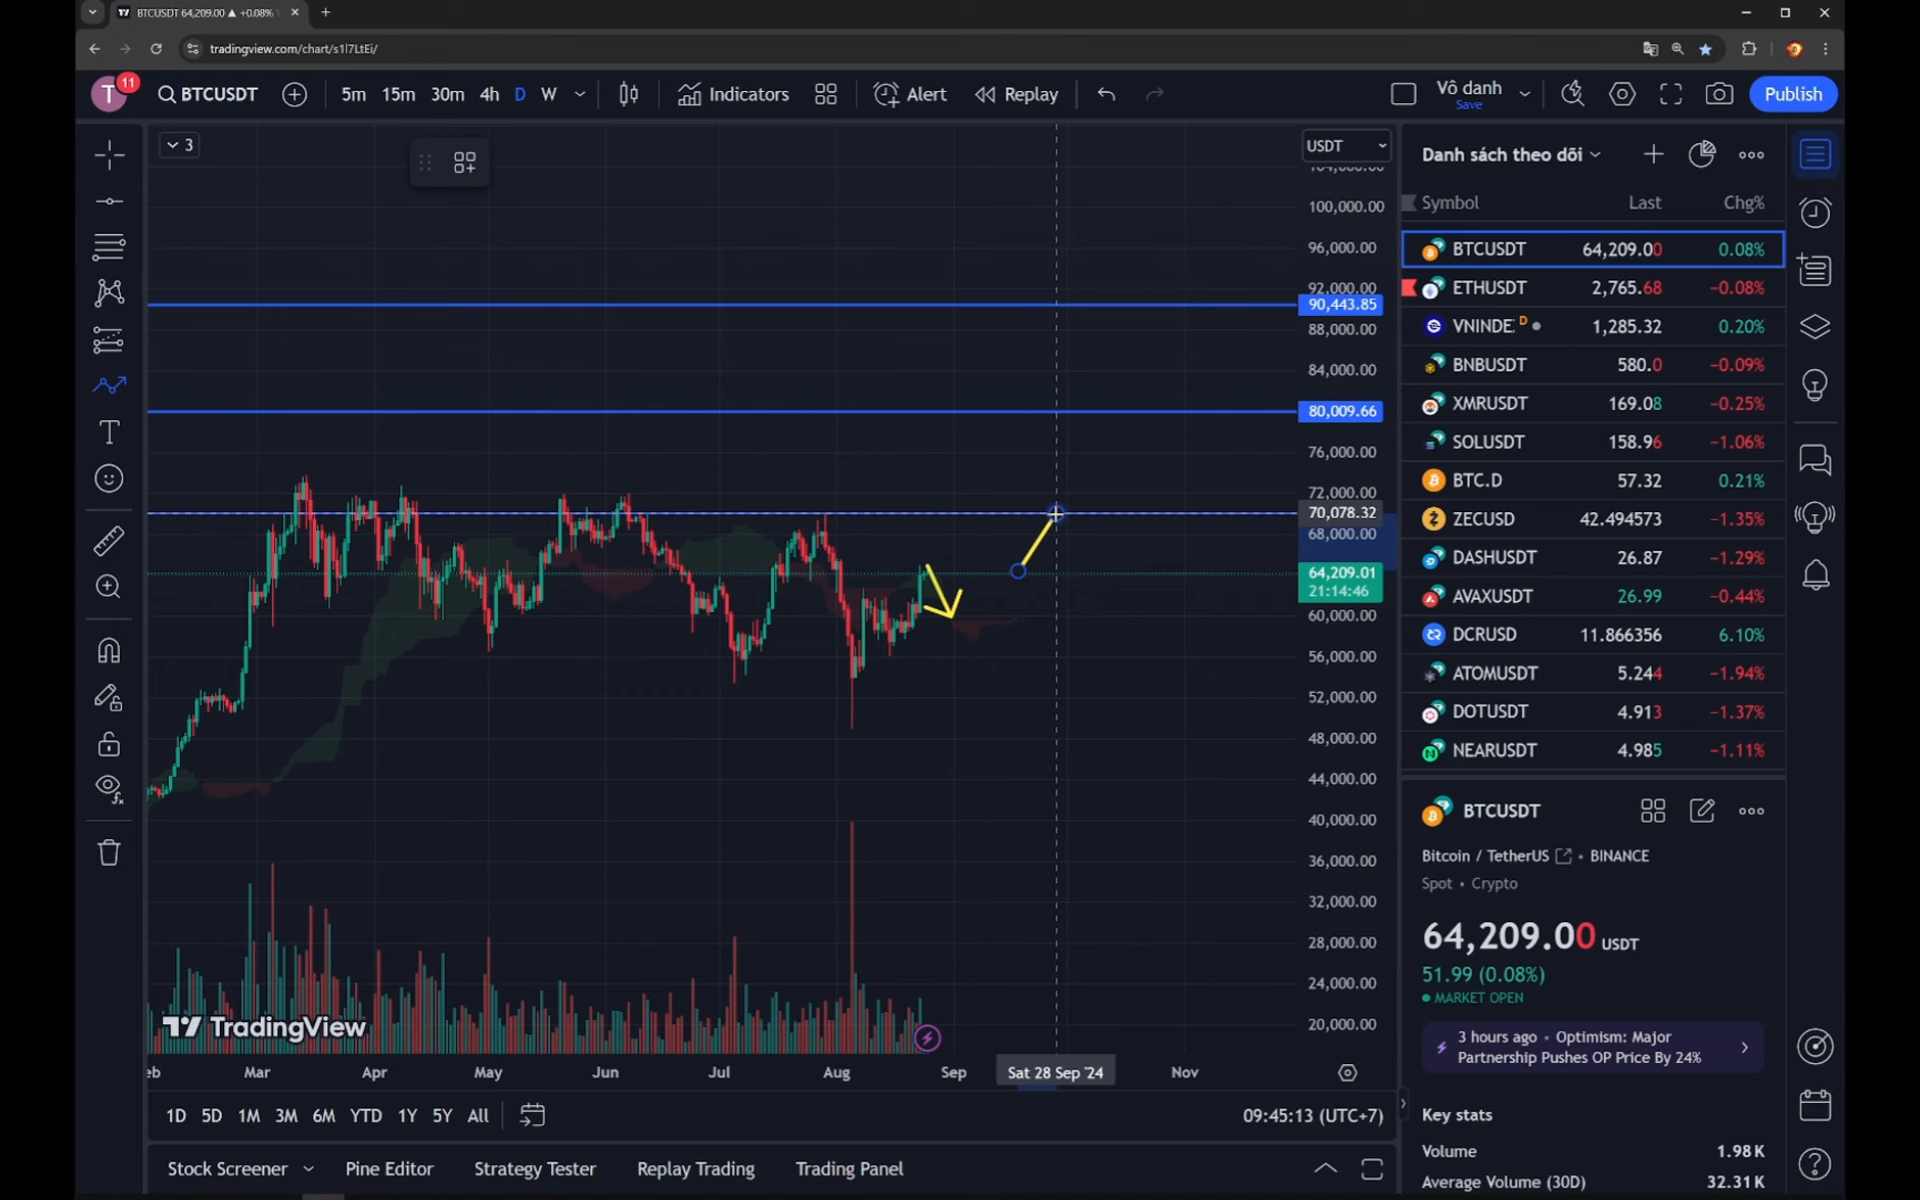 BTCUSDT 64,209.00 ▲ +0.08%
tradingview.com/chart/s1l7LtEi/
T 11 BTCUSDT 5m 15m 30m 4h D W Indicators Alert Replay Vô danh Publish
Save
3 USDT Danh sách theo dõi
104,000.00
Symbol Last Chg%
100,000.00
96,000.00
92,000.00
90,443.85
88,000.00
84,000.00
80,009.66
76,000.00
72,000.00
70,078.32
68,000.00
64,209.01
21:14:46
60,000.00
56,000.00
52,000.00
48,000.00
44,000.00
40,000.00
36,000.00
32,000.00
28,000.00
24,000.00
20,000.00
BTCUSDT 64,209.00 0.08%
ETHUSDT 2,765.68 −0.08%
VNINDE D 1,285.32 0.20%
BNBUSDT 580.0 −0.09%
XMRUSDT 169.08 −0.25%
SOLUSDT 158.96 −1.06%
BTC.D 57.32 0.21%
ZECUSD 42.494573 −1.35%
DASHUSDT 26.87 −1.29%
AVAXUSDT 26.99 −0.44%
DCRUSD 11.866356 6.10%
ATOMUSDT 5.244 −1.94%
DOTUSDT 4.913 −1.37%
NEARUSDT 4.985 −1.11%
BTCUSDT
Bitcoin / TetherUS • BINANCE
Spot • Crypto
64,209.00 USDT
51.99 (0.08%)
MARKET OPEN
3 hours ago • Optimism: Major
Partnership Pushes OP Price By 24%
Key stats
Volume 1.98K
Average Volume (30D) 32.31K
TradingView
eb Mar Apr May Jun Jul Aug Sep Sat 28 Sep '24 Nov
1D 5D 1M 3M 6M YTD 1Y 5Y All 09:45:13 (UTC+7)
Stock Screener Pine Editor Strategy Tester Replay Trading Trading Panel